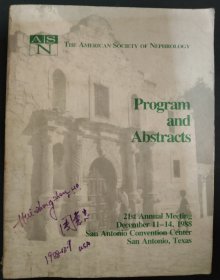 ASN
THE AMERICAN SOCIETY OF NEPHROLOGY
Program
and
Abstracts
21st Annual Meeting
December 11–14, 1988
San Antonio Convention Center
San Antonio, Texas
USA